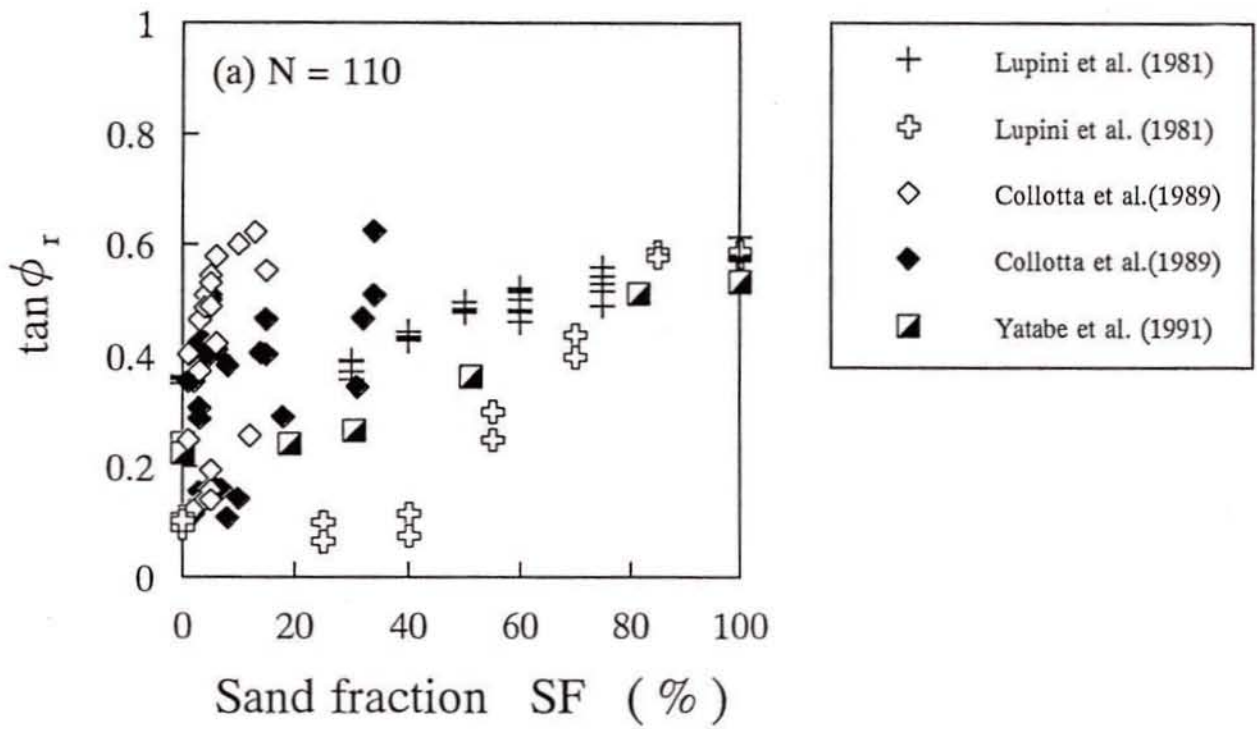 1
0.8
0.6
0.4
0.2
0
tan ϕ r
(a) N = 110
0 20 40 60 80 100
Sand fraction SF ( % )
Lupini et al. (1981)
Lupini et al. (1981)
Collotta et al.(1989)
Collotta et al.(1989)
Yatabe et al. (1991)